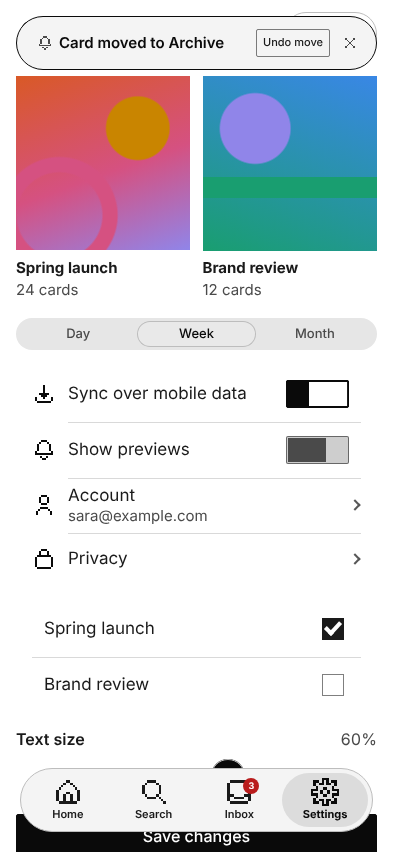 Card moved to Archive
Undo move
Spring launch
24 cards
Brand review
12 cards
Day
Week
Month
Sync over mobile data
Show previews
Account
sara@example.com
Privacy
Spring launch
Brand review
Text size
60%
Home
Search
3
Inbox
Settings
Save changes